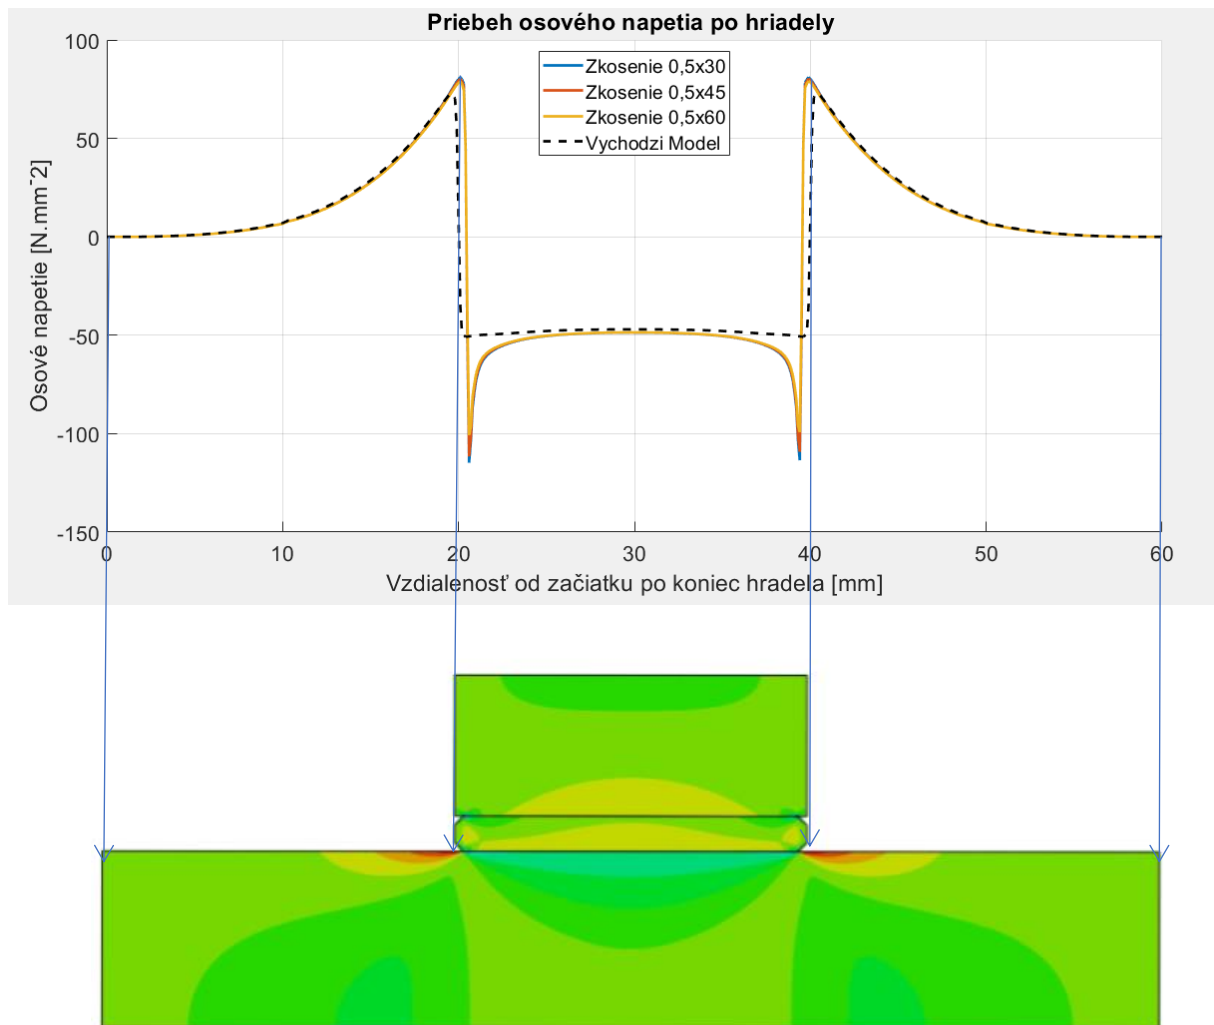 Priebeh osového napetia po hriadely
Zkosenie 0,5x30
Zkosenie 0,5x45
Zkosenie 0,5x60
Vychodzi Model
Osové napetie [N.mm¯2]
100
50
0
-50
-100
-150
0 10 20 30 40 50 60
Vzdialenosť od začiatku po koniec hradela [mm]